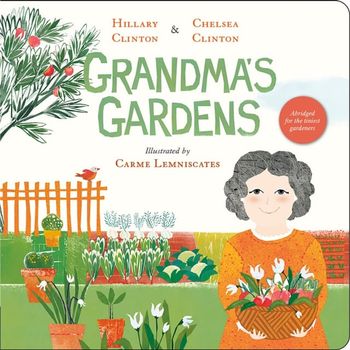 HILLARY & CHELSEA
CLINTON CLINTON
GRANDMA'S
GARDENS
Illustrated by
CARME LEMNISCATES
Abridged
for the tiniest
gardeners